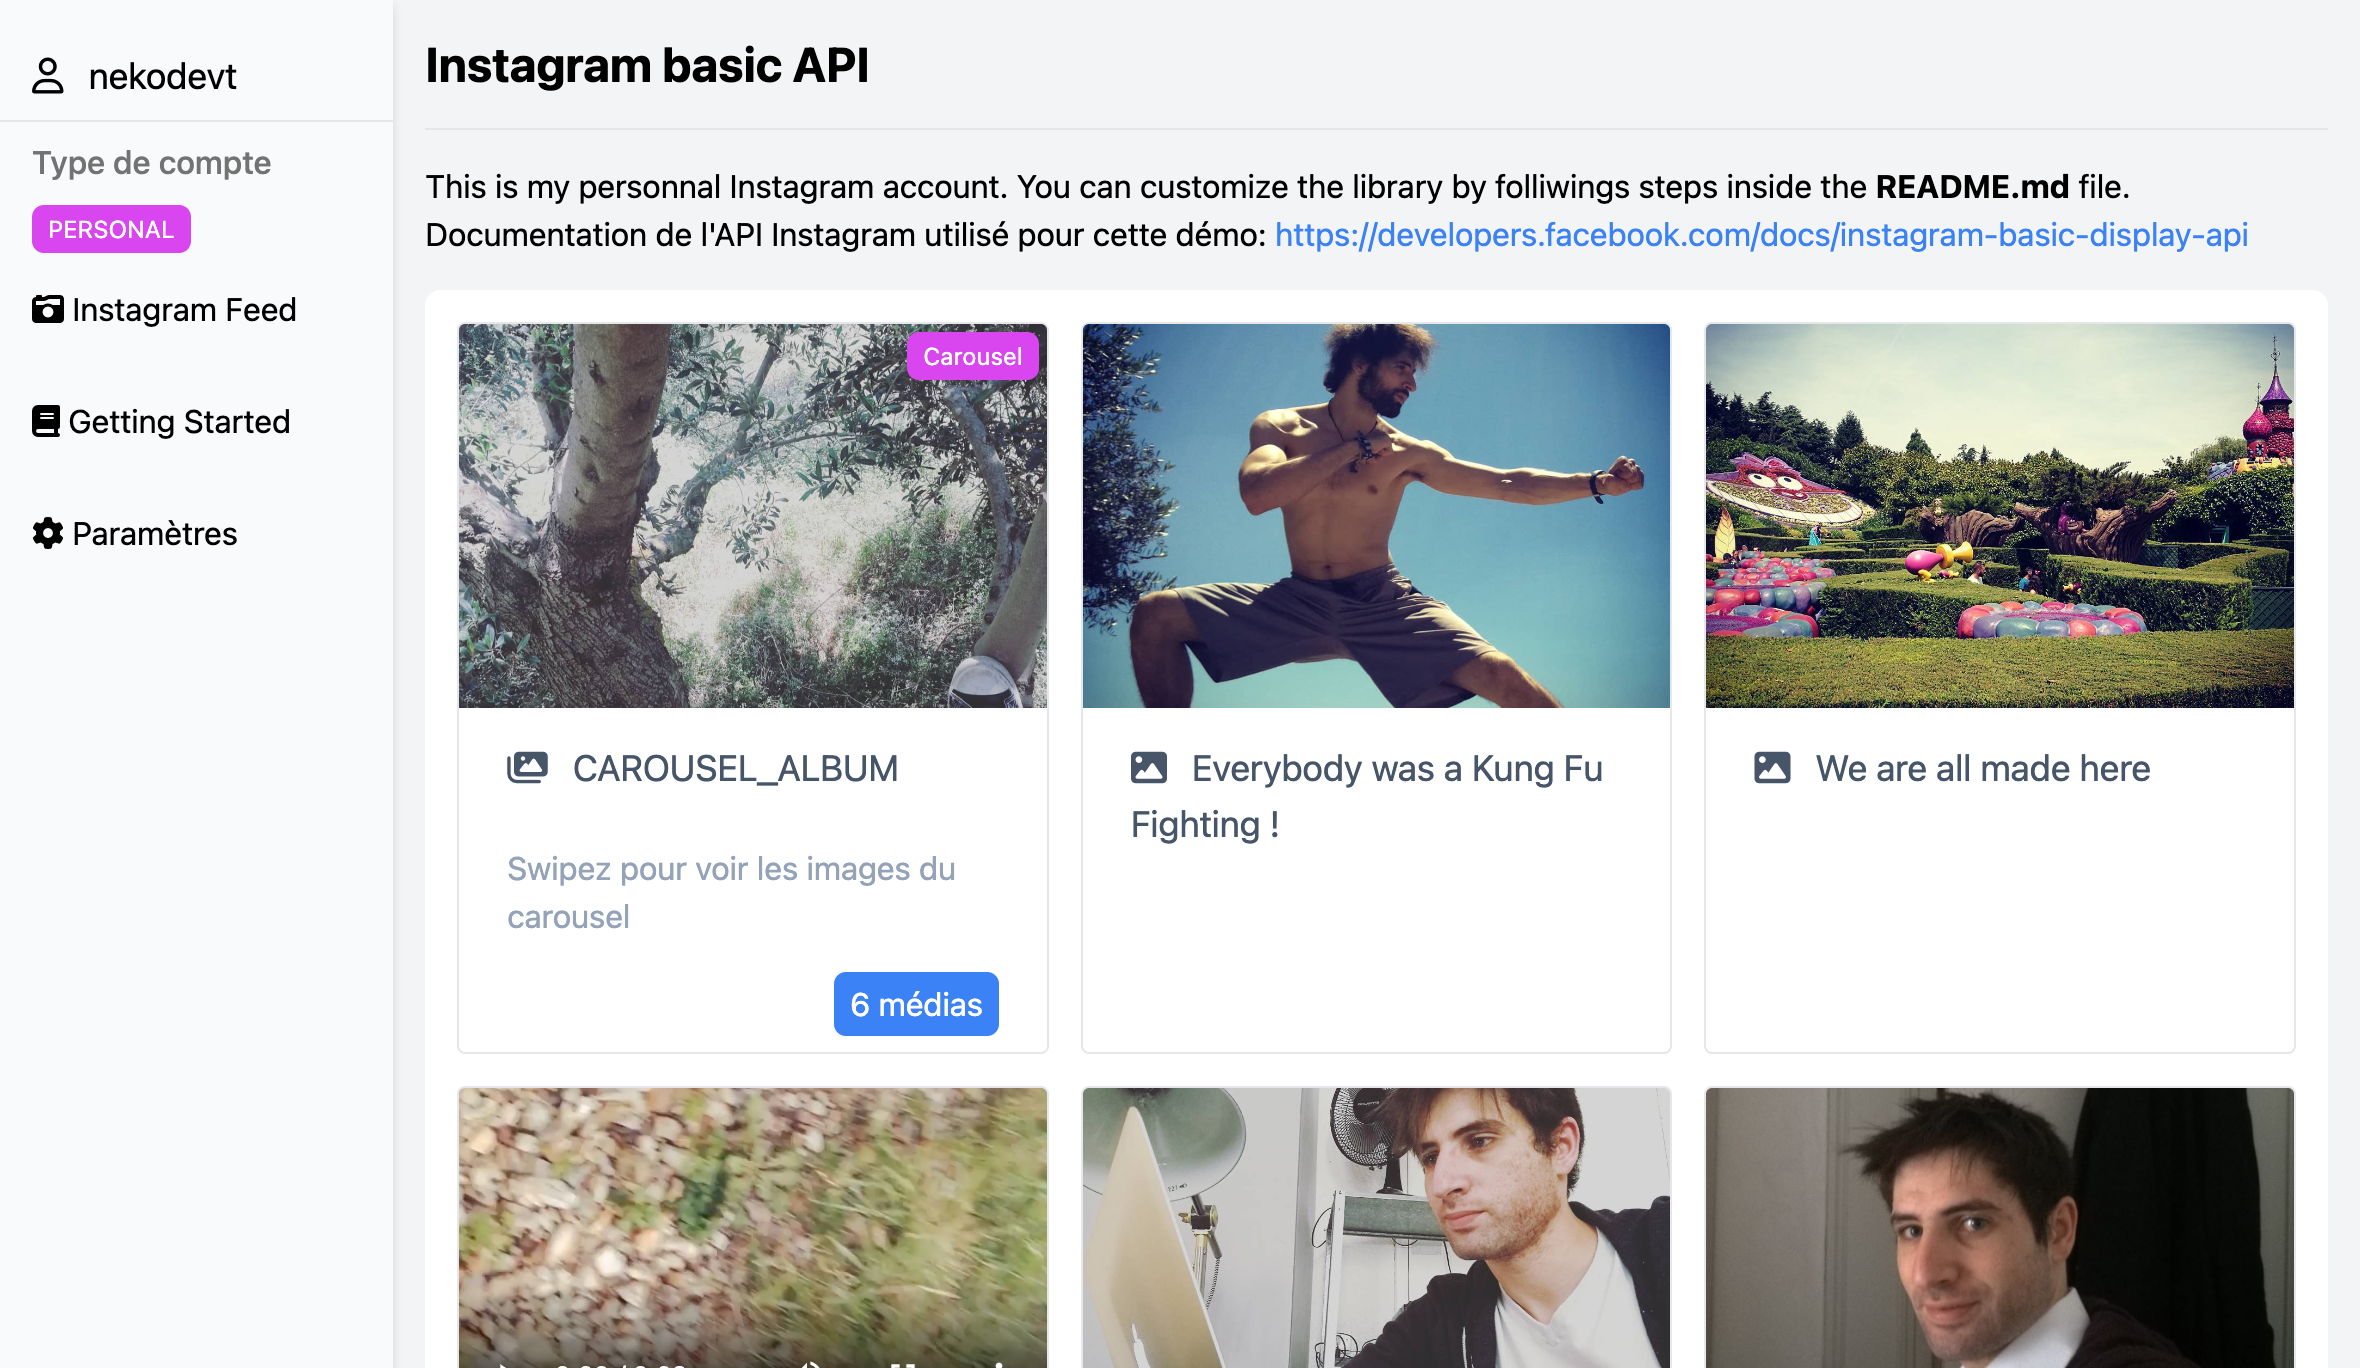 nekodevt
Type de compte
PERSONAL
Instagram Feed
Getting Started
Paramètres
Instagram basic API
This is my personnal Instagram account. You can customize the library by folliwings steps inside the README.md file.
Documentation de l'API Instagram utilisé pour cette démo: https://developers.facebook.com/docs/instagram-basic-display-api
Carousel
CAROUSEL_ALBUM
Swipez pour voir les images du
carousel
6 médias
Everybody was a Kung Fu
Fighting !
We are all made here